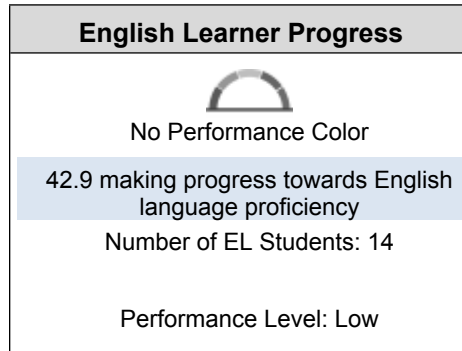 English Learner Progress
No Performance Color
42.9 making progress towards English
language proficiency
Number of EL Students: 14
Performance Level: Low